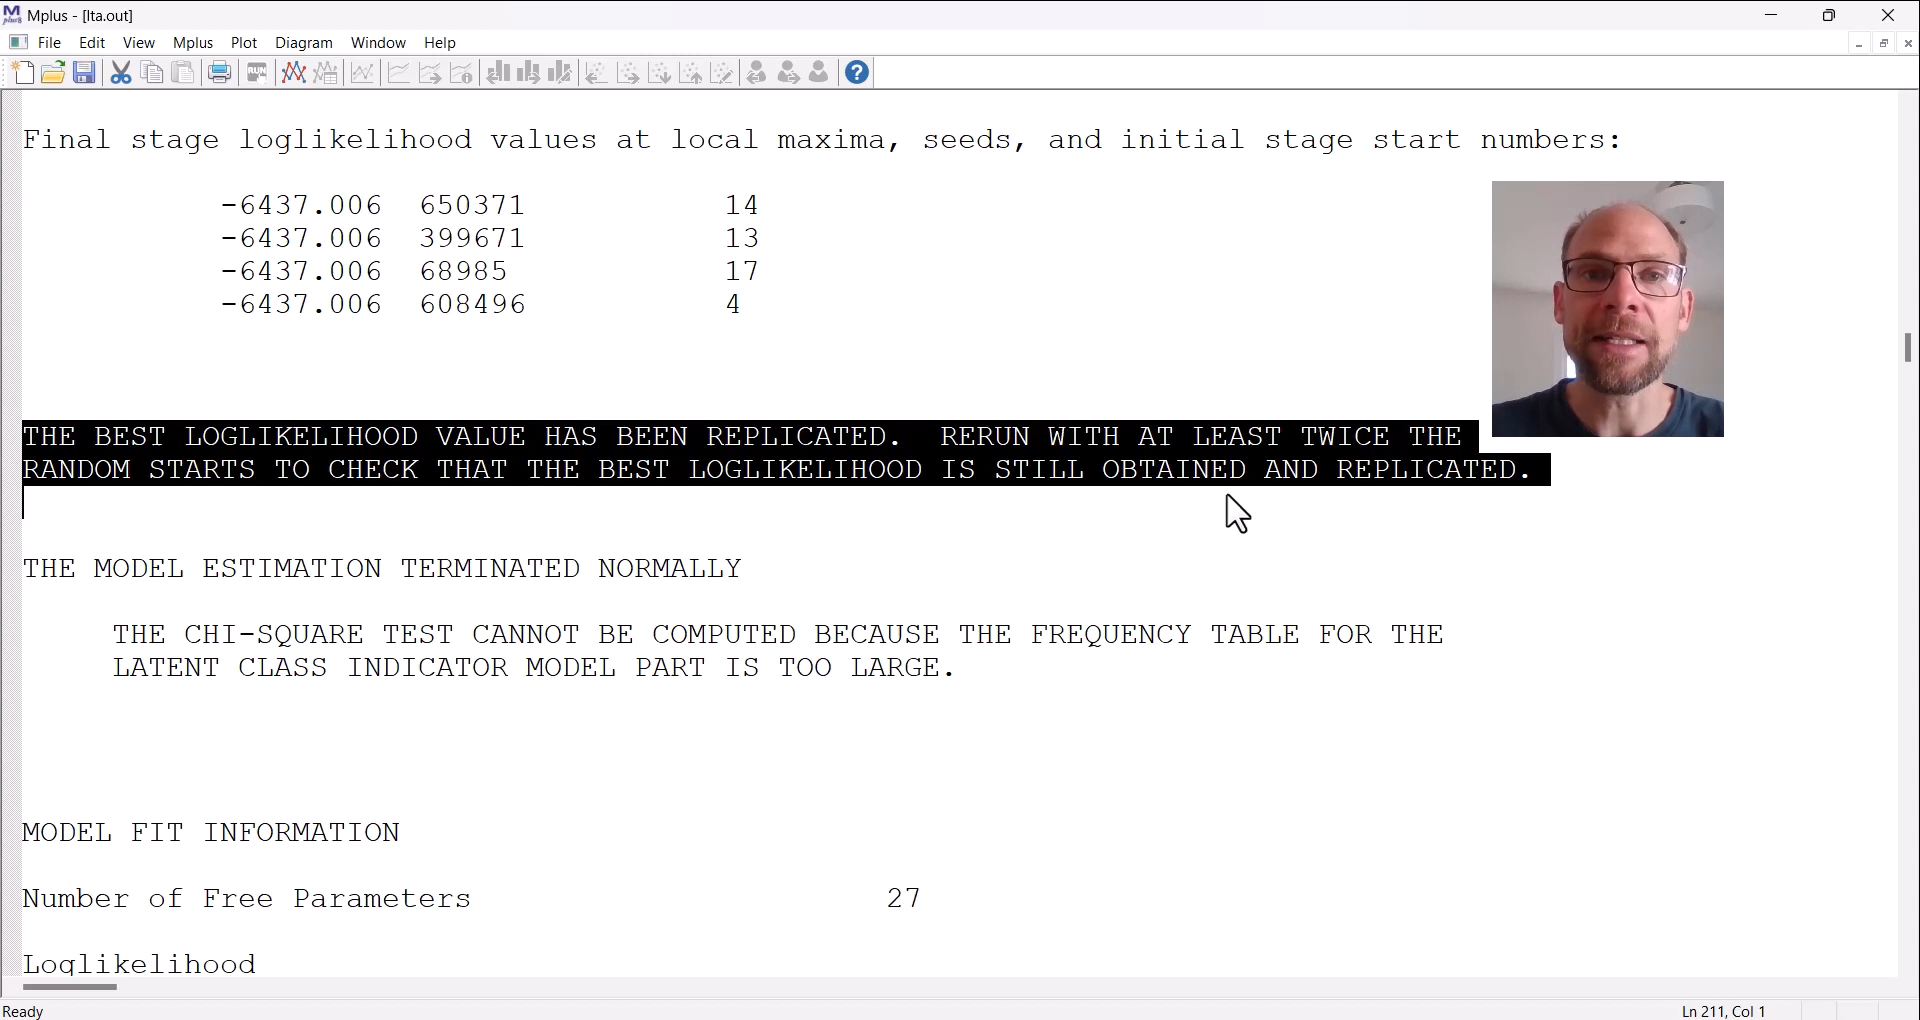 Mplus - [lta.out]
File Edit View Mplus Plot Diagram Window Help
RUN
Final stage loglikelihood values at local maxima, seeds, and initial stage start numbers:
-6437.006 650371 14
-6437.006 399671 13
-6437.006 68985 17
-6437.006 608496 4
THE BEST LOGLIKELIHOOD VALUE HAS BEEN REPLICATED. RERUN WITH AT LEAST TWICE THE
RANDOM STARTS TO CHECK THAT THE BEST LOGLIKELIHOOD IS STILL OBTAINED AND REPLICATED.
THE MODEL ESTIMATION TERMINATED NORMALLY
THE CHI-SQUARE TEST CANNOT BE COMPUTED BECAUSE THE FREQUENCY TABLE FOR THE
LATENT CLASS INDICATOR MODEL PART IS TOO LARGE.
MODEL FIT INFORMATION
Number of Free Parameters 27
Loglikelihood
Ready Ln 211, Col 1